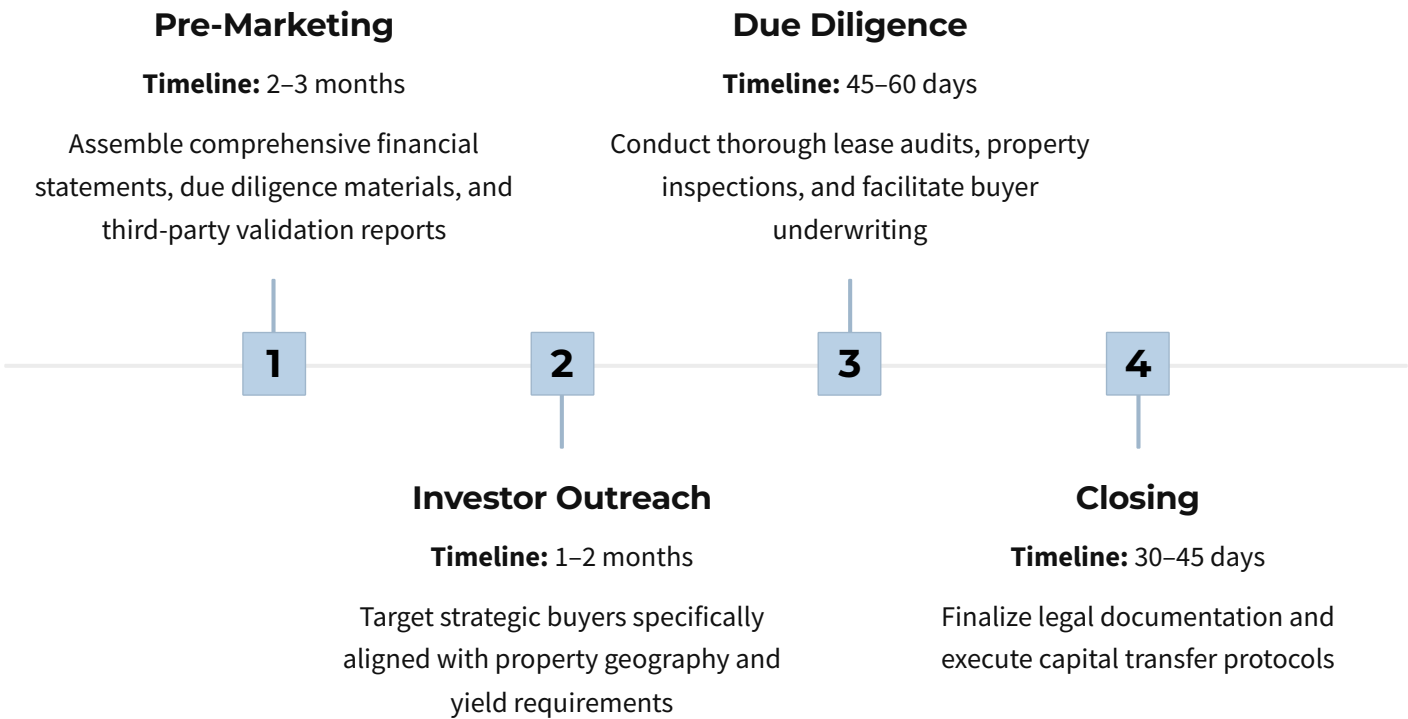 Pre-Marketing
Timeline: 2–3 months
Assemble comprehensive financial
statements, due diligence materials, and
third-party validation reports
1
2
Investor Outreach
Timeline: 1–2 months
Target strategic buyers specifically
aligned with property geography and
yield requirements
Due Diligence
Timeline: 45–60 days
Conduct thorough lease audits, property
inspections, and facilitate buyer
underwriting
3
4
Closing
Timeline: 30–45 days
Finalize legal documentation and
execute capital transfer protocols